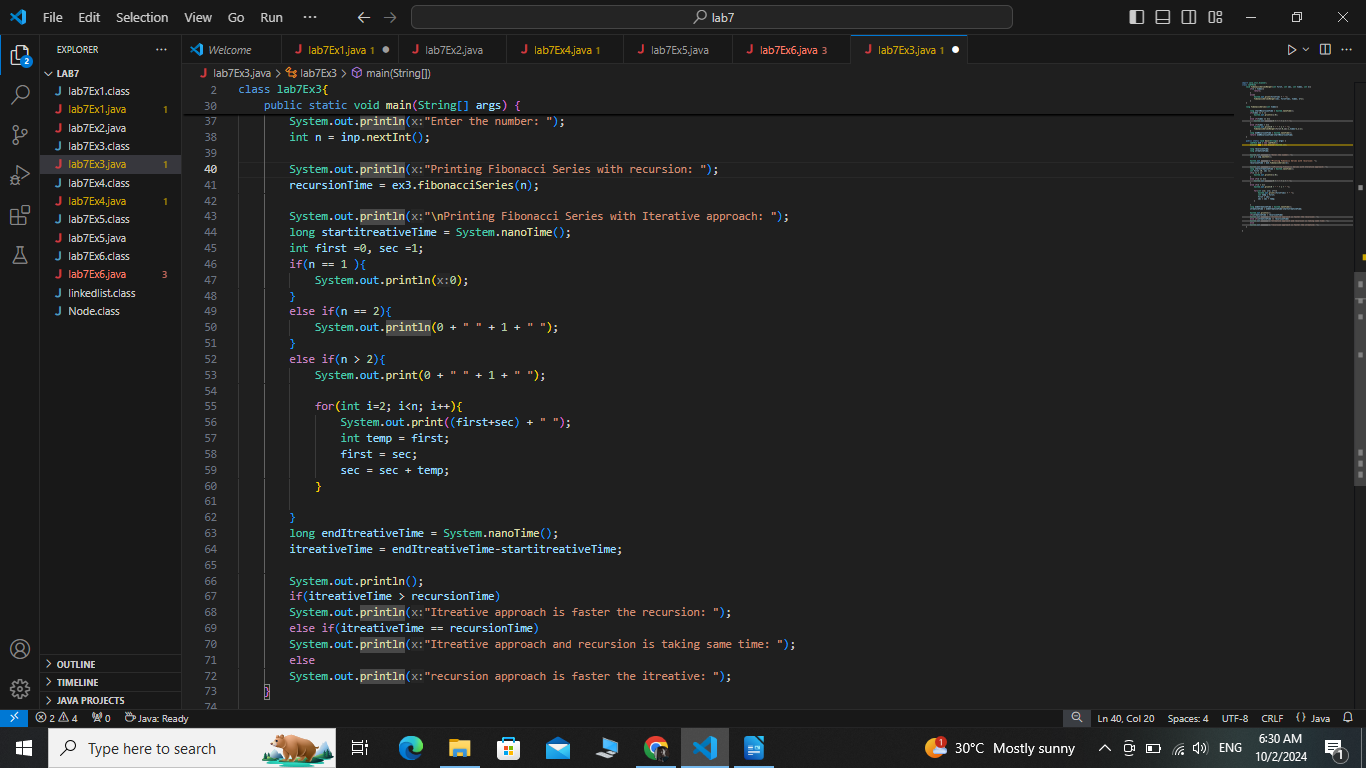 File Edit Selection View Go Run ··· lab7
EXPLORER ···
Welcome lab7Ex1.java 1 lab7Ex2.java lab7Ex4.java 1 lab7Ex5.java lab7Ex6.java 3 lab7Ex3.java 1
lab7Ex3.java > lab7Ex3 > main(String[])
2
LAB7
lab7Ex1.class
lab7Ex1.java 1
lab7Ex2.java
lab7Ex3.class
lab7Ex3.java 1
lab7Ex4.class
lab7Ex4.java 1
lab7Ex5.class
lab7Ex5.java
lab7Ex6.class
lab7Ex6.java 3
linkedlist.class
Node.class
OUTLINE
TIMELINE
JAVA PROJECTS
2 class lab7Ex3{
30 public static void main(String[] args) {
37 System.out.println(x:"Enter the number: ");
38 int n = inp.nextInt();
39
40 System.out.println(x:"Printing Fibonacci Series with recursion: ");
41 recursionTime = ex3.fibonacciSeries(n);
42
43 System.out.println(x:"\nPrinting Fibonacci Series with Iterative approach: ");
44 long startitreativeTime = System.nanoTime();
45 int first =0, sec =1;
46 if(n == 1 ){
47 System.out.println(x:0);
48 }
49 else if(n == 2){
50 System.out.println(0 + " " + 1 + " ");
51 }
52 else if(n > 2){
53 System.out.print(0 + " " + 1 + " ");
54
55 for(int i=2; i<n; i++){
56 System.out.print((first+sec) + " ");
57 int temp = first;
58 first = sec;
59 sec = sec + temp;
60 }
61
62 }
63 long endItreativeTime = System.nanoTime();
64 itreativeTime = endItreativeTime-startitreativeTime;
65
66 System.out.println();
67 if(itreativeTime > recursionTime)
68 System.out.println(x:"Itreative approach is faster the recursion: ");
69 else if(itreativeTime == recursionTime)
70 System.out.println(x:"Itreative approach and recursion is taking same time: ");
71 else
72 System.out.println(x:"recursion approach is faster the itreative: ");
73 }
74
2 4 0 Java: Ready Ln 40, Col 20 Spaces: 4 UTF-8 CRLF {} Java
Type here to search 1 30°C Mostly sunny ENG 6:30 AM 1
10/2/2024